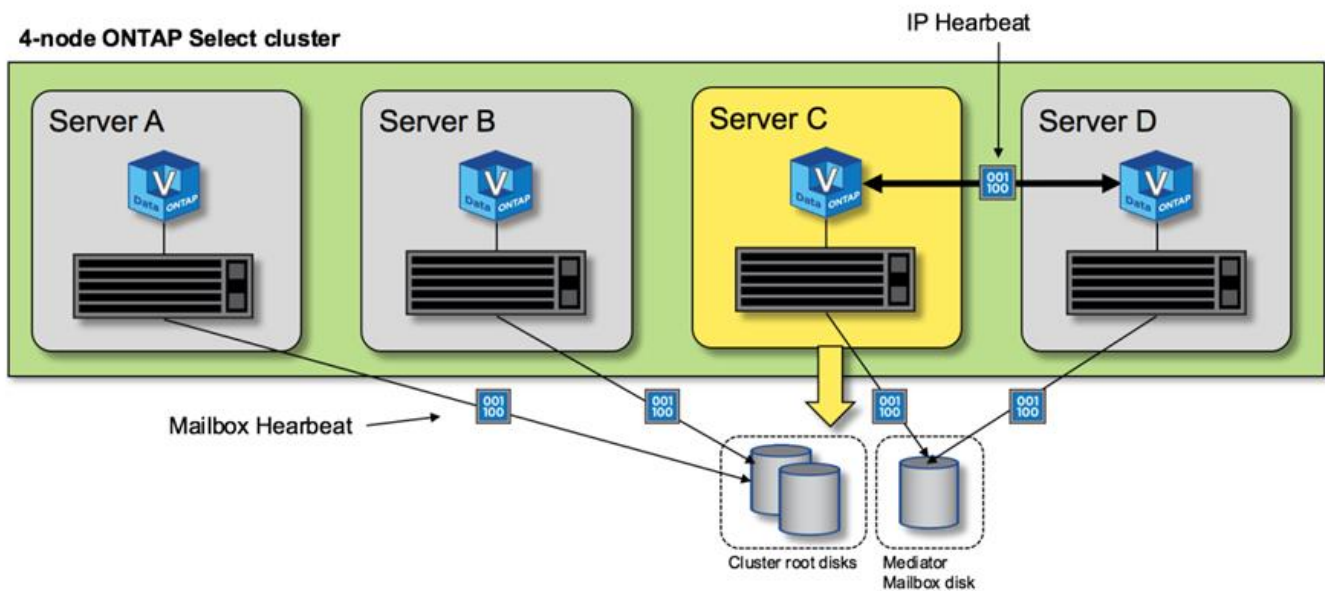 IP Hearbeat
4-node ONTAP Select cluster
Server A
Server B
Server C
Server D
V
Data ONTAP
V
Data ONTAP
V
Data ONTAP
V
Data ONTAP
001
100
001
100
001
100
001
100
001
100
Mailbox Hearbeat
Cluster root disks
Mediator
Mailbox disk